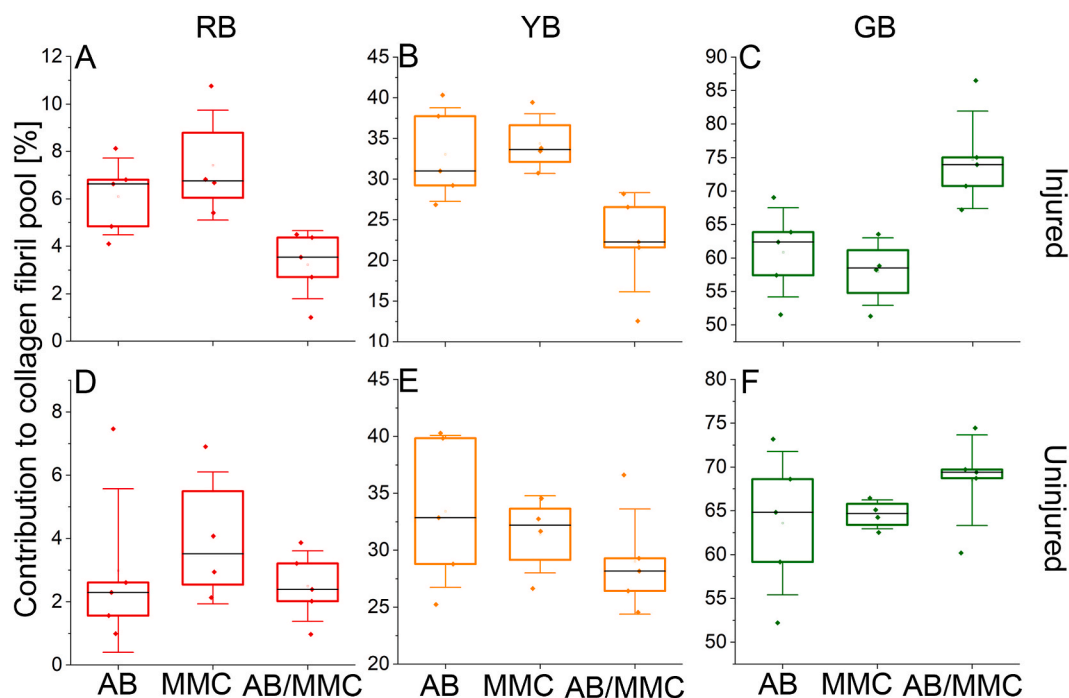 RB YB GB
A B C
12 10 8 6 4 2 0
45 40 35 30 25 20 15 10
90 85 80 75 70 65 60 55 50
Injured
Contribution to collagen fibril pool [%]
D E F
8 6 4 2 0
45 40 35 30 25 20
80 75 70 65 60 55 50
Uninjured
AB MMC AB/MMC AB MMC AB/MMC AB MMC AB/MMC